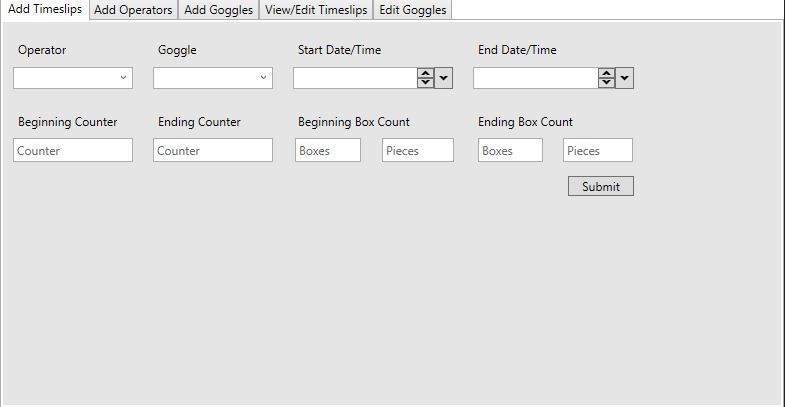 Add Timeslips Add Operators Add Goggles View/Edit Timeslips Edit Goggles
Operator Goggle Start Date/Time End Date/Time
Beginning Counter Ending Counter Beginning Box Count Ending Box Count
Counter Counter Boxes Pieces Boxes Pieces
Submit